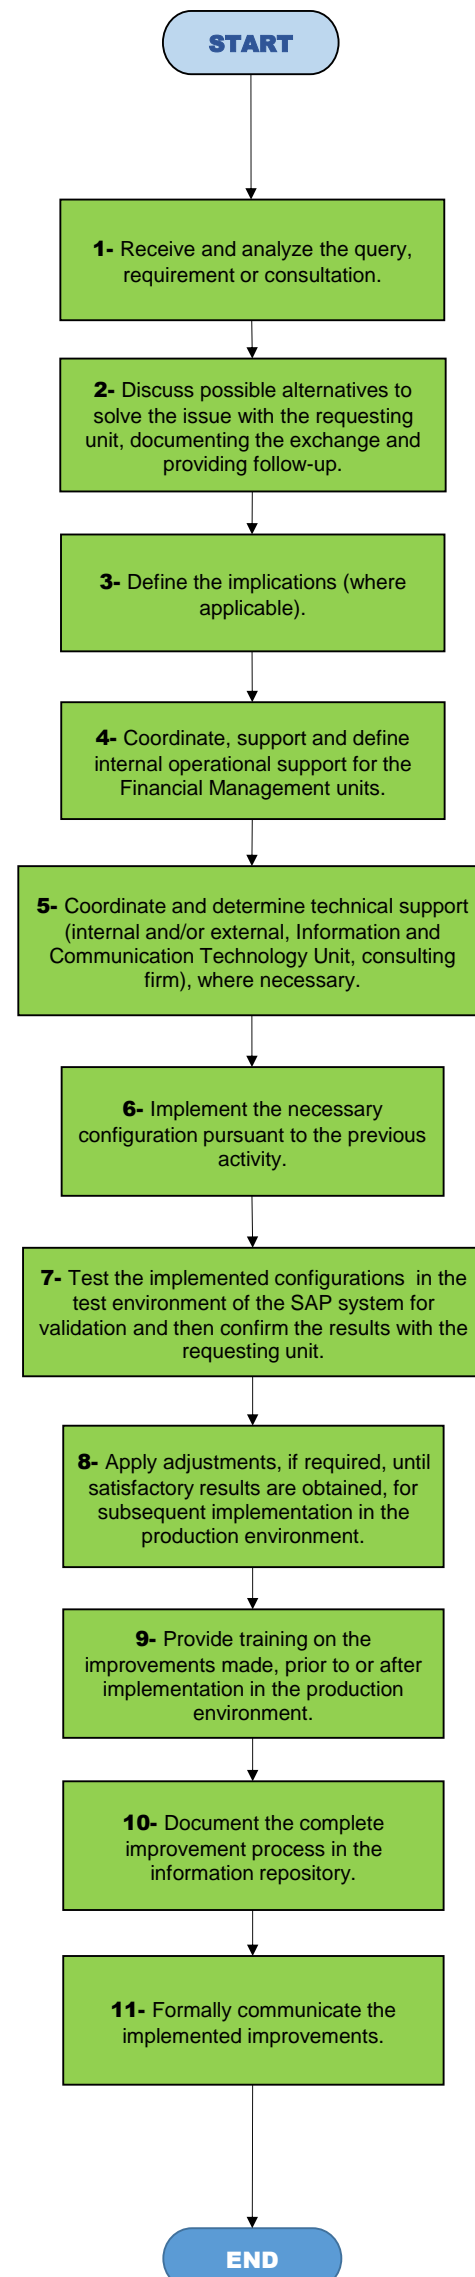 START
1- Receive and analyze the query,
requirement or consultation.
2- Discuss possible alternatives to
solve the issue with the requesting
unit, documenting the exchange and
providing follow-up.
3- Define the implications (where
applicable).
4- Coordinate, support and define
internal operational support for the
Financial Management units.
5- Coordinate and determine technical support
(internal and/or external, Information and
Communication Technology Unit, consulting
firm), where necessary.
6- Implement the necessary
configuration pursuant to the previous
activity.
7- Test the implemented configurations  in the
test environment of the SAP system for
validation and then confirm the results with the
requesting unit.
8- Apply adjustments, if required, until
satisfactory results are obtained, for
subsequent implementation in the
production environment.
9- Provide training on the
improvements made, prior to or after
implementation in the production
environment.
10- Document the complete
improvement process in the
information repository.
11- Formally communicate the
implemented improvements.
END